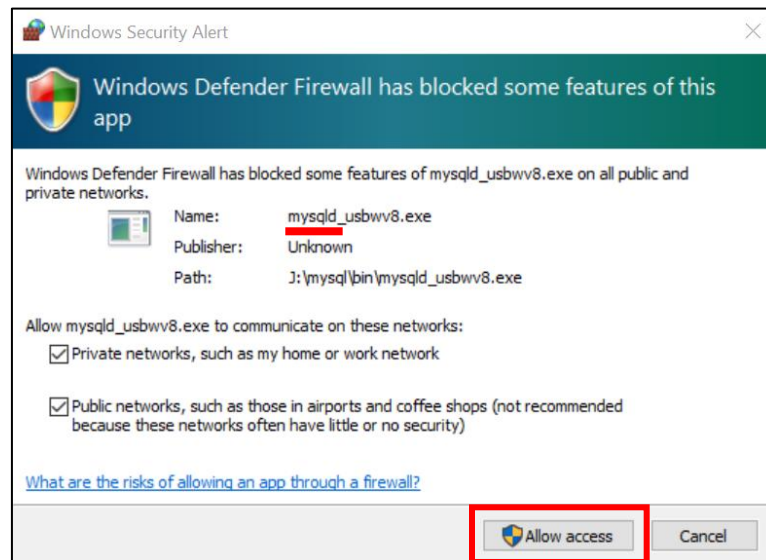 Windows Security Alert
Windows Defender Firewall has blocked some features of this
app
Windows Defender Firewall has blocked some features of mysqld_usbwv8.exe on all public and
private networks.
Name: mysqld_usbwv8.exe
Publisher: Unknown
Path: J:\mysql\bin\mysqld_usbwv8.exe
Allow mysqld_usbwv8.exe to communicate on these networks:
Private networks, such as my home or work network
Public networks, such as those in airports and coffee shops (not recommended
because these networks often have little or no security)
What are the risks of allowing an app through a firewall?
Allow access Cancel